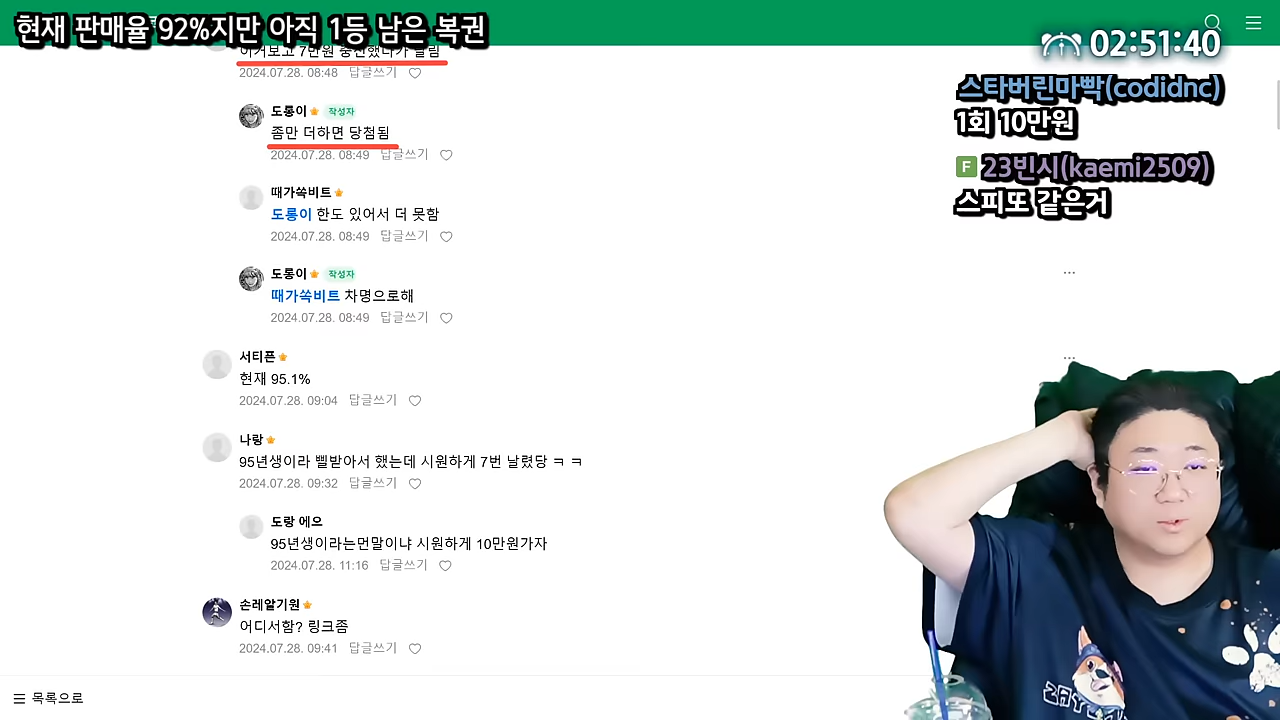 현재 판매율 92%지만 아직 1등 남은 복권
02:51:40
스타버린마빡(codidnc)
1회 10만원
F 23빈시(kaemi2509)
스피또 같은거
이거보고 7만원 충전했다가 날림
2024.07.28. 08:48 답글쓰기
도롱이 작성자
좀만 더하면 당첨됨
2024.07.28. 08:49 답글쓰기
때가쏙비트
도롱이 한도 있어서 더 못함
2024.07.28. 08:49 답글쓰기
도롱이 작성자
때가쏙비트 차명으로해
2024.07.28. 08:49 답글쓰기
서티폰
현재 95.1%
2024.07.28. 09:04 답글쓰기
나랑
95년생이라 삘받아서 했는데 시원하게 7번 날렸당 ㅋ ㅋ
2024.07.28. 09:32 답글쓰기
도랑 에으
95년생이라는먼말이냐 시원하게 10만원가자
2024.07.28. 11:16 답글쓰기
손레알기원
어디서함? 링크좀
2024.07.28. 09:41 답글쓰기
목록으로